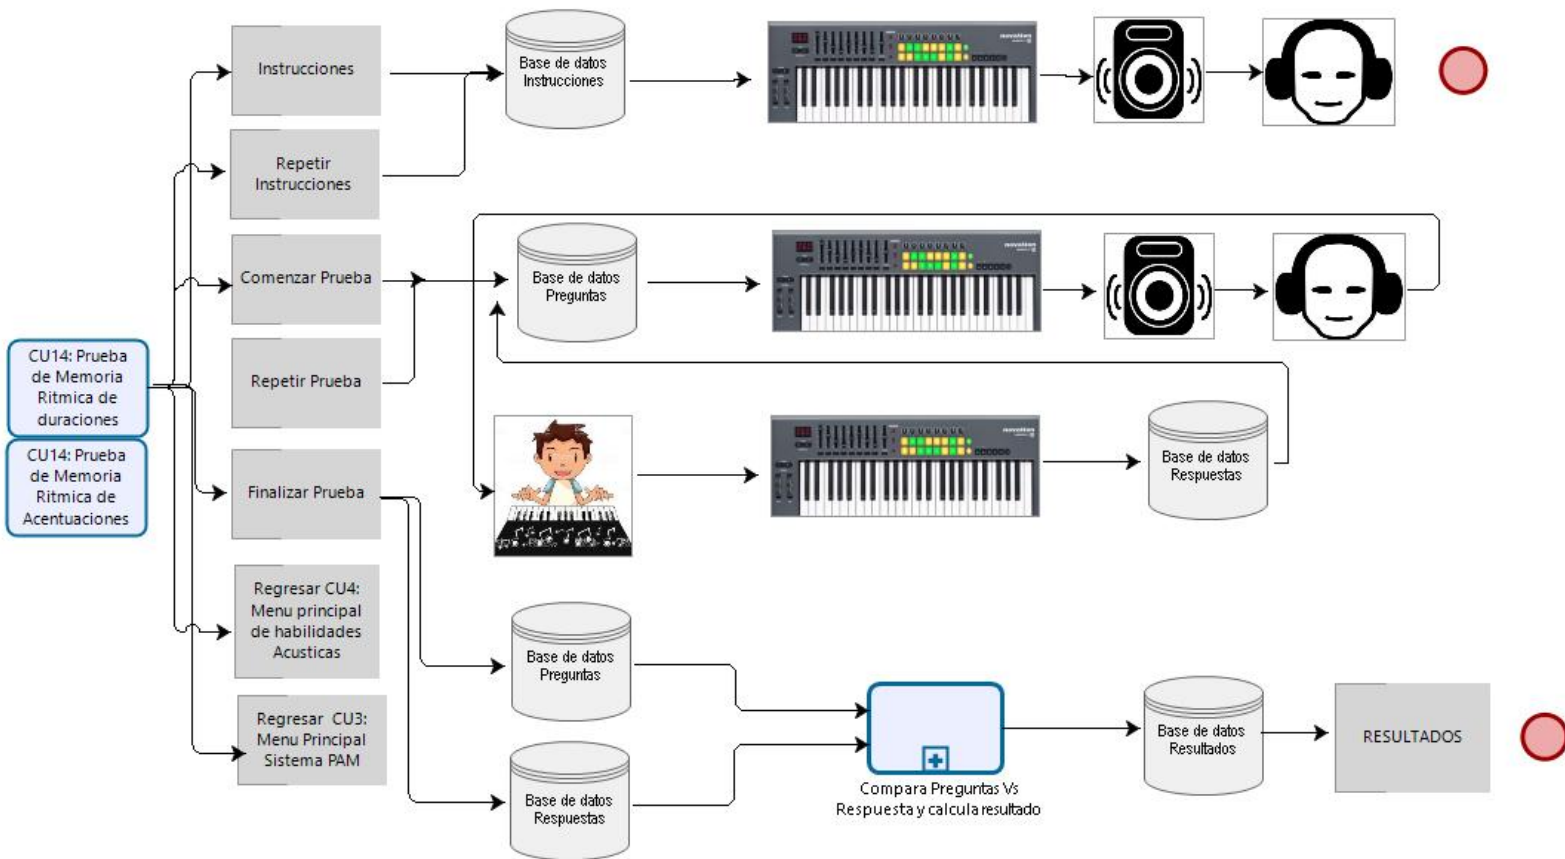 Instrucciones
Base de datos
Instrucciones
novation
Repetir
Instrucciones
Comenzar Prueba
Base de datos
Preguntas
novation
Repetir Prueba
CU14: Prueba
de Memoria
Ritmica de
duraciones
CU14: Prueba
de Memoria
Ritmica de
Acentuaciones
novation
Base de datos
Respuestas
Finalizar Prueba
Regresar CU4:
Menu principal
de habilidades
Acusticas
Base de datos
Preguntas
Regresar CU3:
Menu Principal
Sistema PAM
Base de datos
Respuestas
Compara Preguntas Vs
Respuesta y calcula resultado
Base de datos
Resultados
RESULTADOS